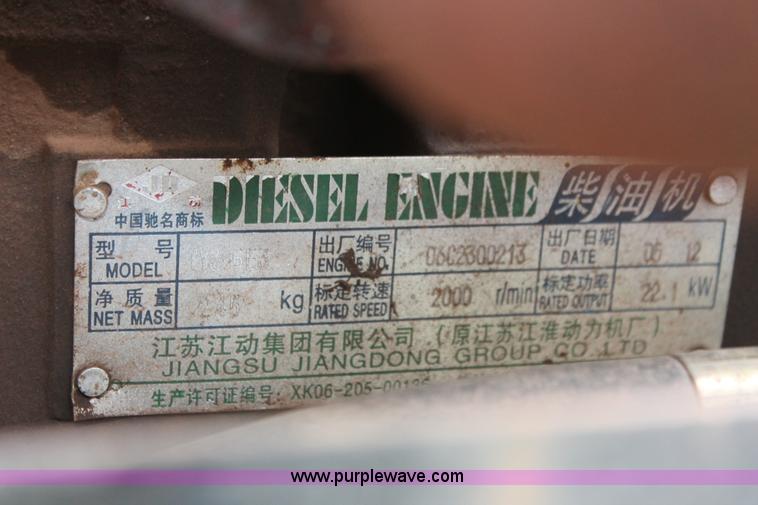 DIESEL ENGINE 柴油机
中国驰名商标
型号 出厂编号 06C2300213 出厂日期 05 12
MODEL ENGINE NO. DATE
净质量 kg 标定转速 2000 r/min 标定功率 22.1 kW
NET MASS RATED SPEED RATED OUTPUT
江苏江动集团有限公司(原江苏江淮动力机厂)
JIANGSU JIANGDONG GROUP CO.,LTD
生产许可证编号: XK06-205-
www.purplewave.com